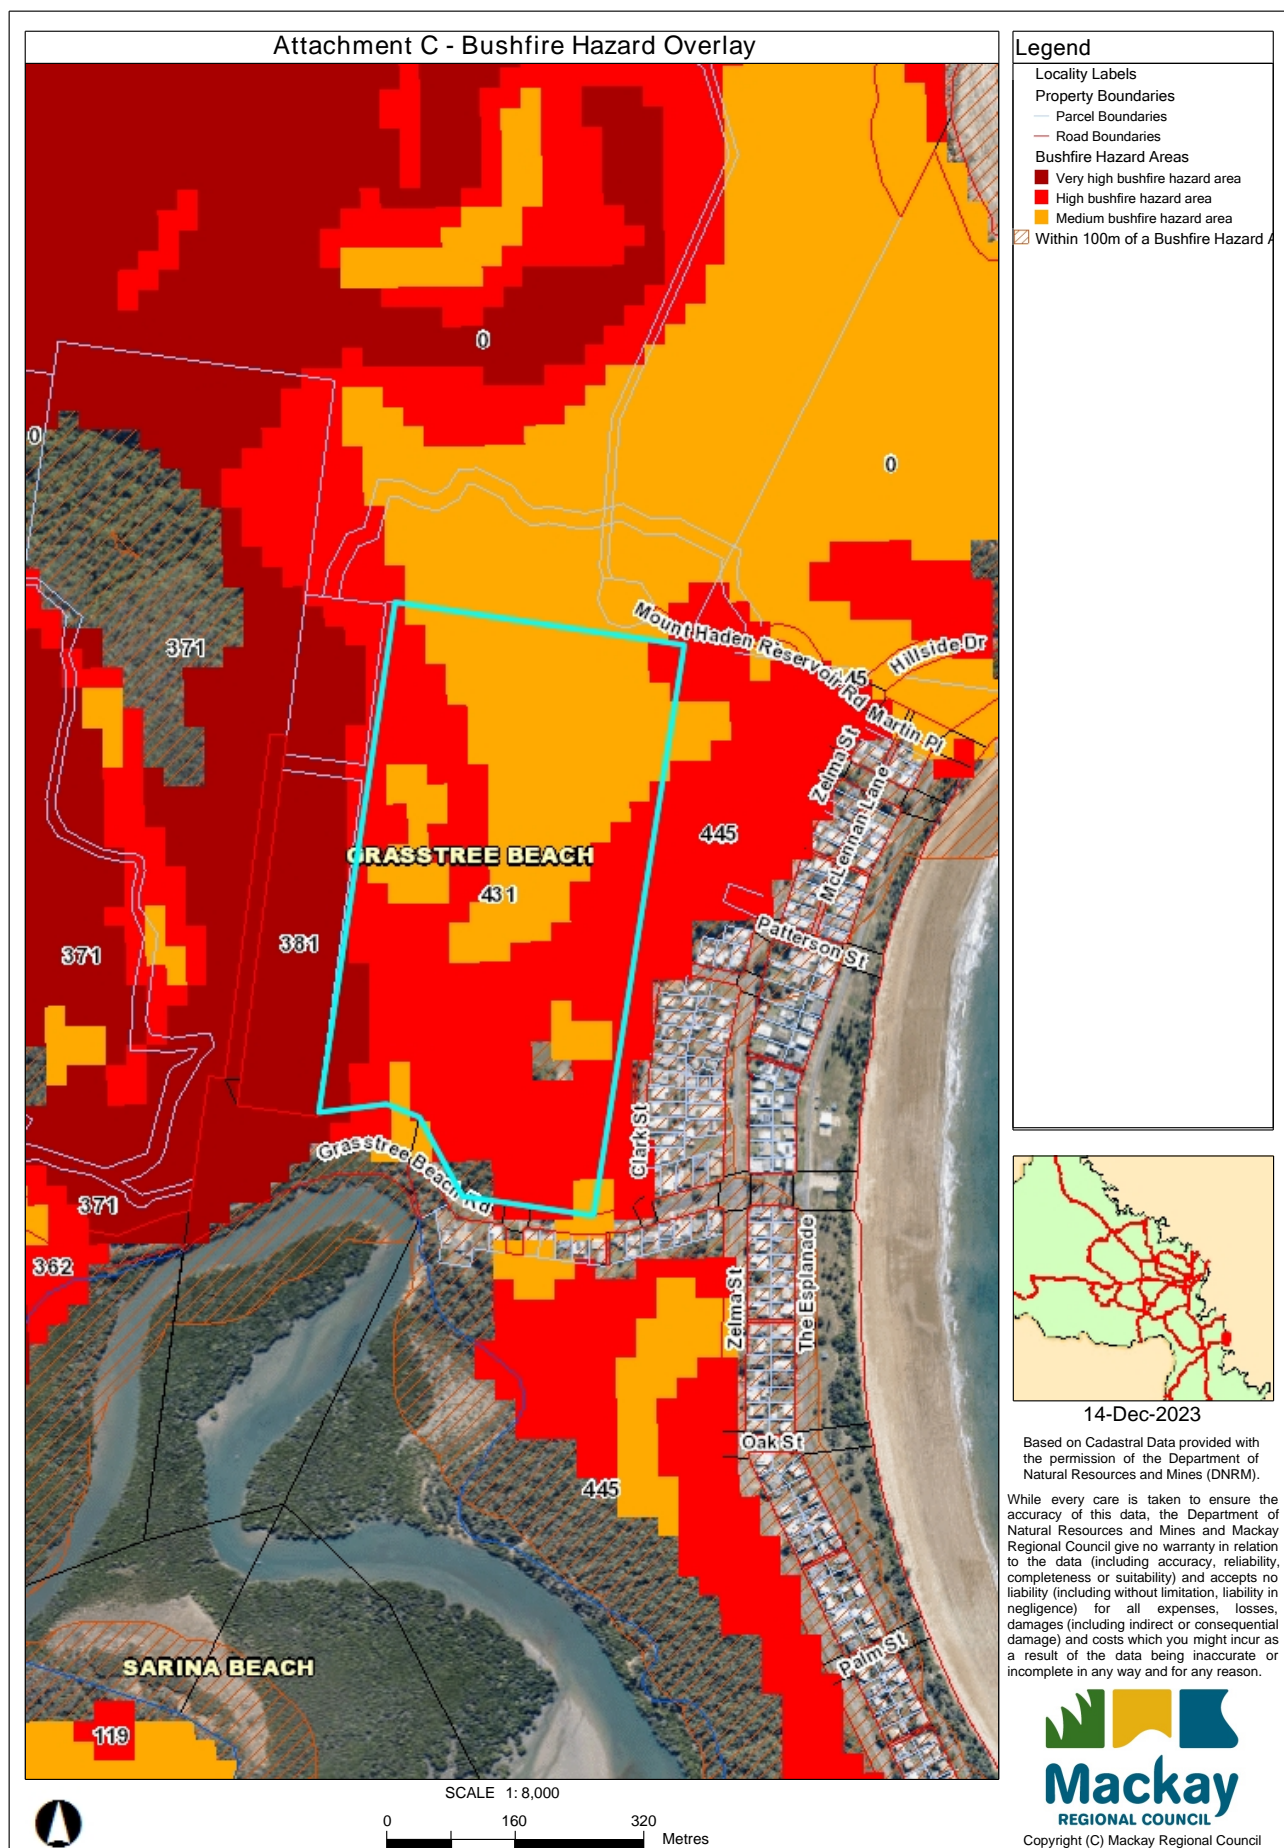 Attachment C - Bushfire Hazard Overlay
Legend
Locality Labels
Property Boundaries
Parcel Boundaries
Road Boundaries
Bushfire Hazard Areas
Very high bushfire hazard area
High bushfire hazard area
Medium bushfire hazard area
Within 100m of a Bushfire Hazard A
0
0
0
371
Mount Haden Reservoir Rd
Hillside Dr
45
Martin Pl
Zelma St
McLennan Lane
445
GRASSTREE BEACH
431
381
371
Patterson St
Clark St
Grasstree Beach Rd
371
362
Zelma St
The Esplanade
Oak St
445
Palm St
SARINA BEACH
119
14-Dec-2023
Based on Cadastral Data provided with
the permission of the Department of
Natural Resources and Mines (DNRM).
While every care is taken to ensure the
accuracy of this data, the Department of
Natural Resources and Mines and Mackay
Regional Council give no warranty in relation
to the data (including accuracy, reliability,
completeness or suitability) and accepts no
liability (including without limitation, liability in
negligence) for all expenses, losses,
damages (including indirect or consequential
damage) and costs which you might incur as
a result of the data being inaccurate or
incomplete in any way and for any reason.
Mackay
REGIONAL COUNCIL
Copyright (C) Mackay Regional Council
SCALE 1: 8,000
0 160 320
Metres